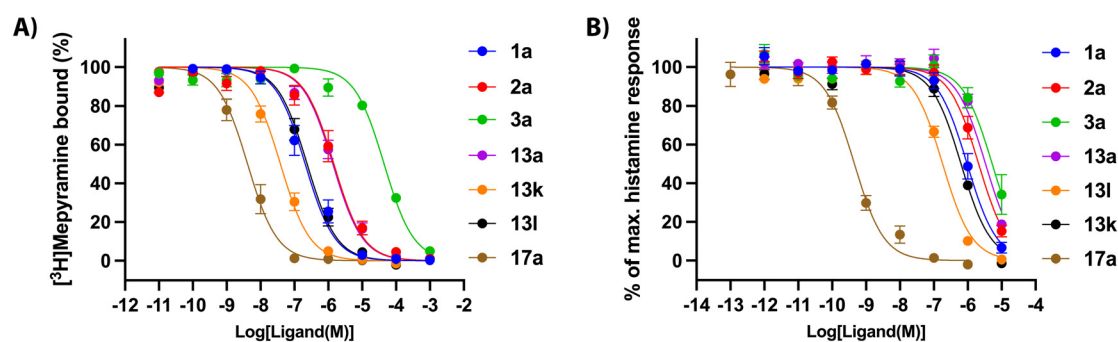 A)
[³H]Mepyramine bound (%)
100
80
60
40
20
0
-12 -11 -10 -9 -8 -7 -6 -5 -4 -3 -2
Log[Ligand(M)]
1a
2a
3a
13a
13k
13l
17a
B)
% of max. histamine response
100
80
60
40
20
0
-14 -13 -12 -11 -10 -9 -8 -7 -6 -5 -4
Log[Ligand(M)]
1a
2a
3a
13a
13l
13k
17a